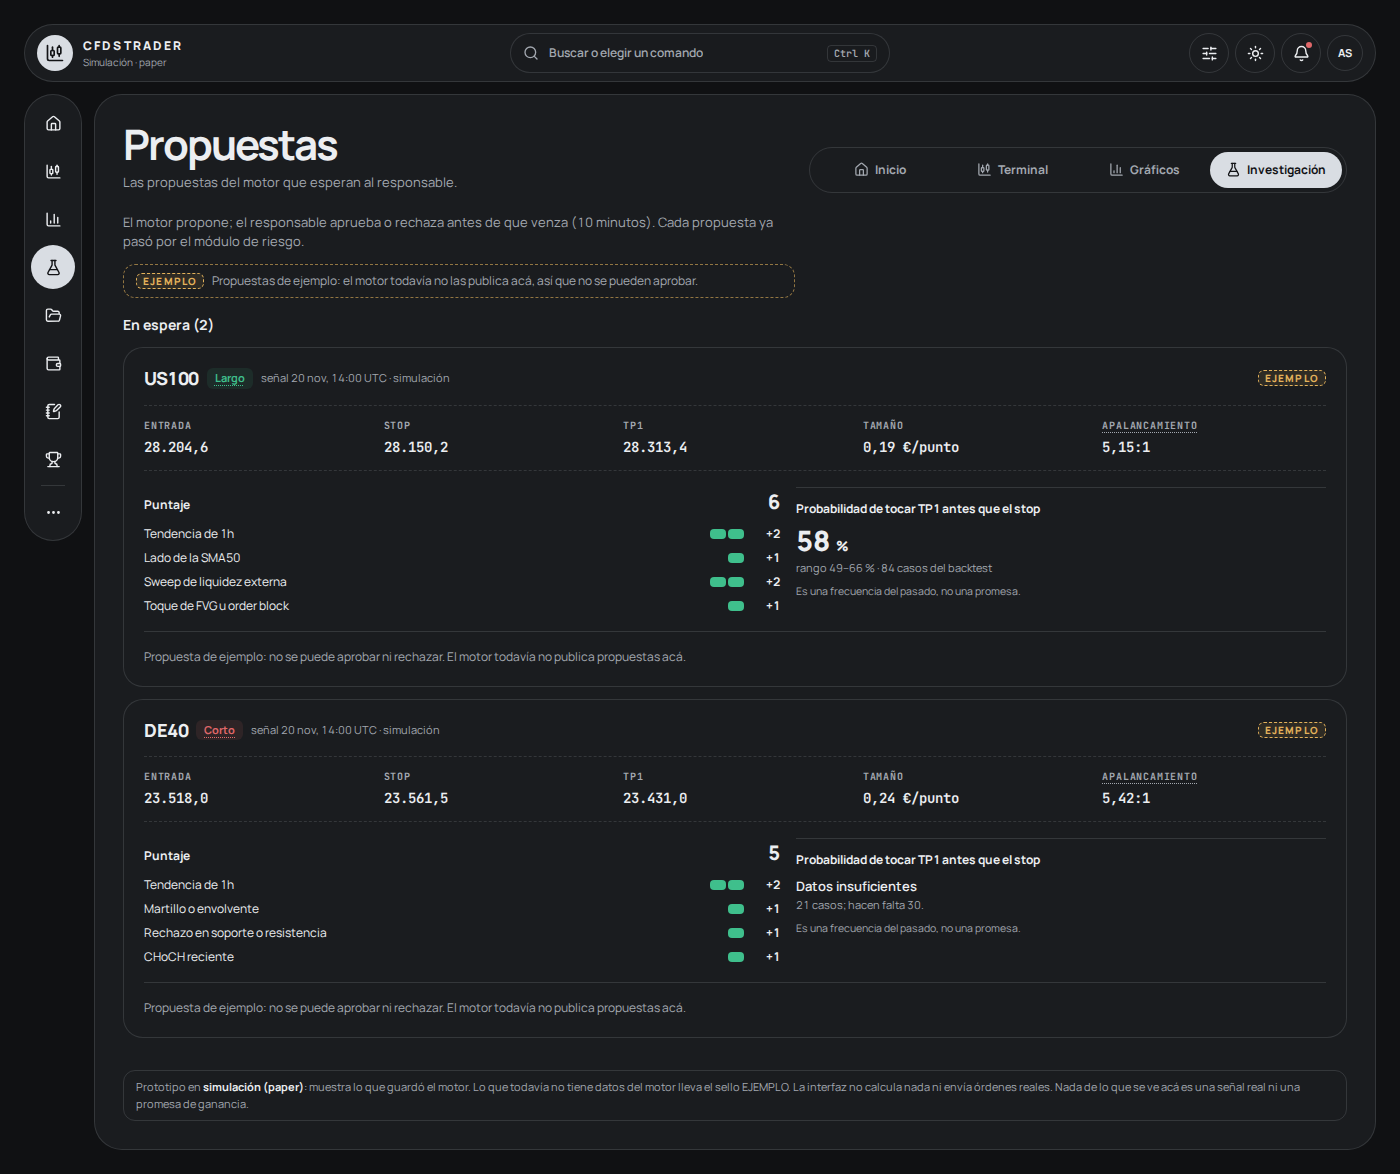 CFDSTRADER
Simulación · paper
Buscar o elegir un comando
Ctrl K
AS
Propuestas
Las propuestas del motor que esperan al responsable.
Inicio
Terminal
Gráficos
Investigación
El motor propone; el responsable aprueba o rechaza antes de que venza (10 minutos). Cada propuesta ya
pasó por el módulo de riesgo.
EJEMPLO Propuestas de ejemplo: el motor todavía no las publica acá, así que no se pueden aprobar.
En espera (2)
US100 Largo señal 20 nov, 14:00 UTC · simulación EJEMPLO
ENTRADA STOP TP1 TAMAÑO APALANCAMIENTO
28.204,6 28.150,2 28.313,4 0,19 €/punto 5,15:1
Puntaje 6
Tendencia de 1h +2
Lado de la SMA50 +1
Sweep de liquidez externa +2
Toque de FVG u order block +1
Probabilidad de tocar TP1 antes que el stop
58 %
rango 49–66 % · 84 casos del backtest
Es una frecuencia del pasado, no una promesa.
Propuesta de ejemplo: no se puede aprobar ni rechazar. El motor todavía no publica propuestas acá.
DE40 Corto señal 20 nov, 14:00 UTC · simulación EJEMPLO
ENTRADA STOP TP1 TAMAÑO APALANCAMIENTO
23.518,0 23.561,5 23.431,0 0,24 €/punto 5,42:1
Puntaje 5
Tendencia de 1h +2
Martillo o envolvente +1
Rechazo en soporte o resistencia +1
CHoCH reciente +1
Probabilidad de tocar TP1 antes que el stop
Datos insuficientes
21 casos; hacen falta 30.
Es una frecuencia del pasado, no una promesa.
Propuesta de ejemplo: no se puede aprobar ni rechazar. El motor todavía no publica propuestas acá.
Prototipo en simulación (paper): muestra lo que guardó el motor. Lo que todavía no tiene datos del motor lleva el sello EJEMPLO. La interfaz no calcula nada ni envía órdenes reales. Nada de lo que se ve acá es una señal real ni una
promesa de ganancia.